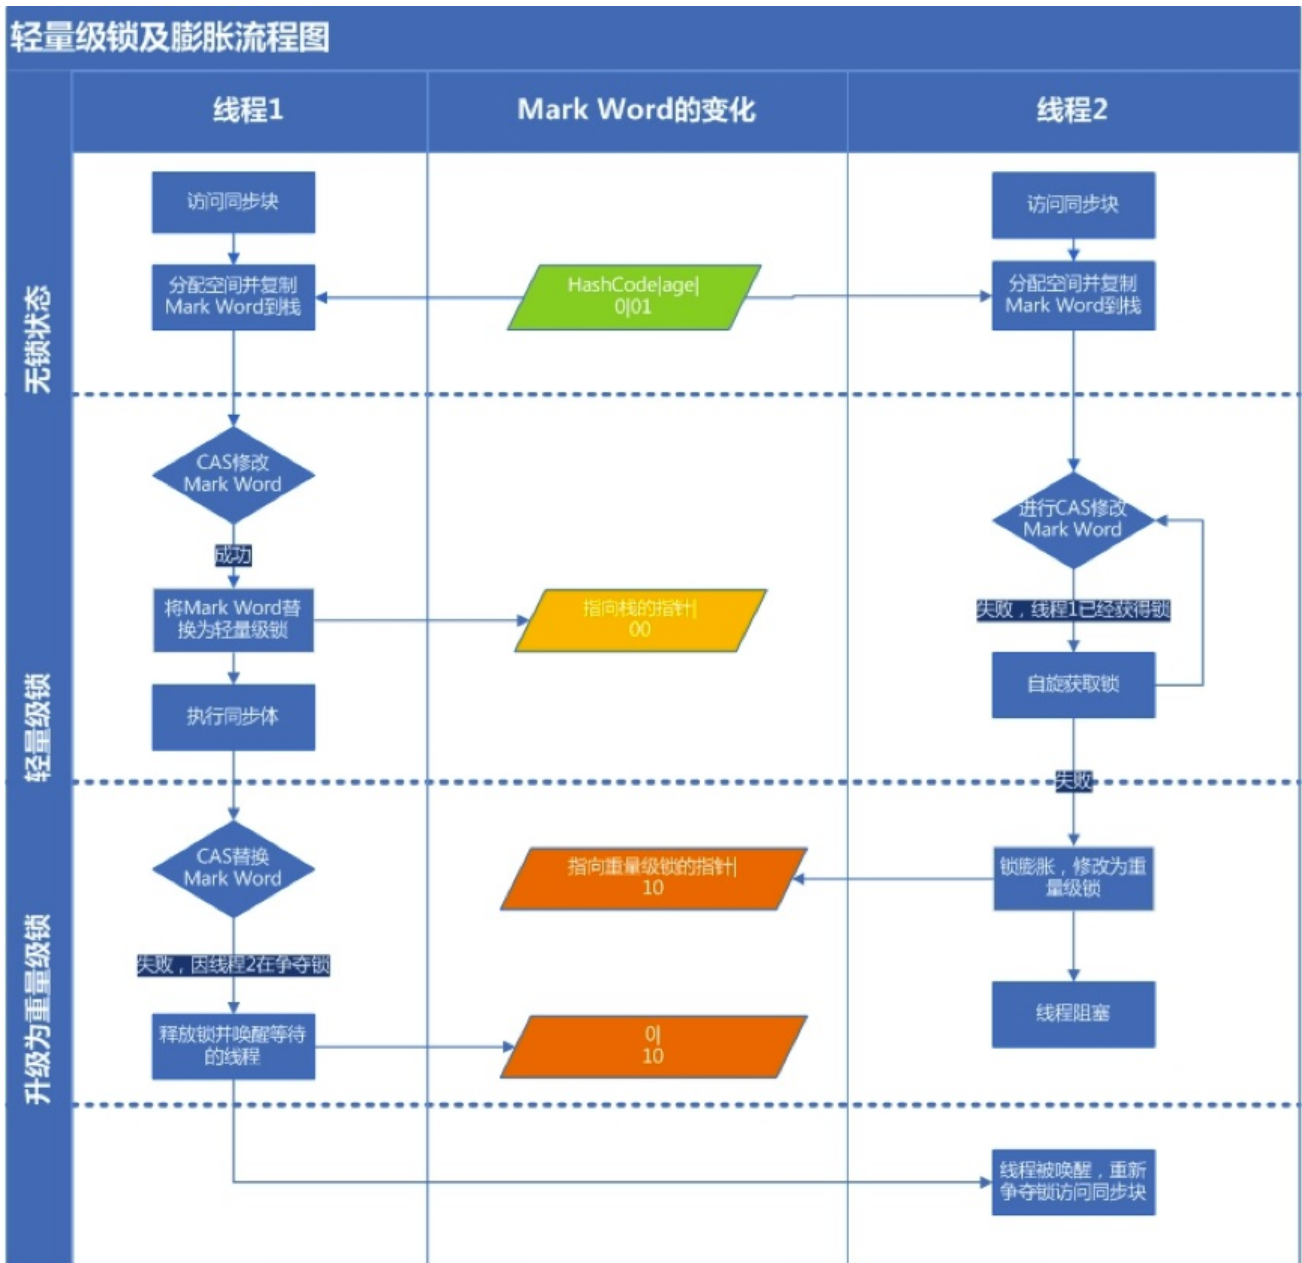 轻量级锁及膨胀流程图
线程1
Mark Word的变化
线程2
无锁状态
访问同步块
访问同步块
分配空间并复制
Mark Word到栈
HashCode|age|
0|01
分配空间并复制
Mark Word到栈
轻量级锁
CAS修改
Mark Word
进行CAS修改
Mark Word
成功
将Mark Word替
换为轻量级锁
指向栈的指针|
00
失败，线程1已经获得锁
自旋获取锁
执行同步体
失败
升级为重量级锁
CAS替换
Mark Word
指向重量级锁的指针|
10
锁膨胀，修改为重
量级锁
失败，因线程2在争夺锁
释放锁并唤醒等待
的线程
0|
10
线程阻塞
线程被唤醒，重新
争夺锁访问同步块